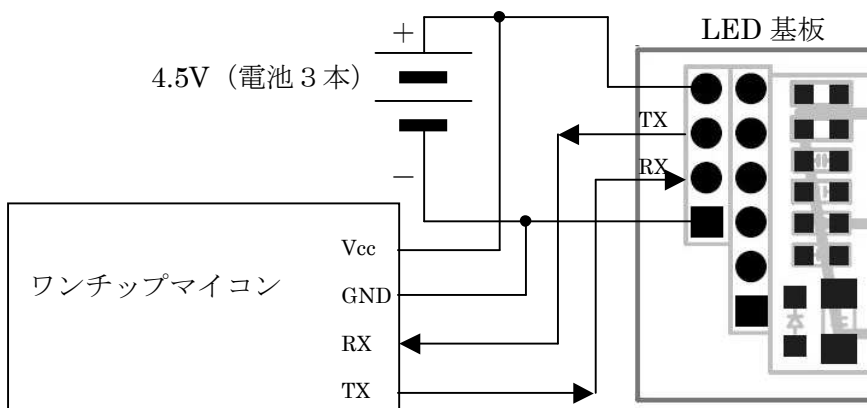 LED 基板
+
4.5V（電池３本）
TX
RX
−
Vcc
ワンチップマイコン
GND
RX
TX